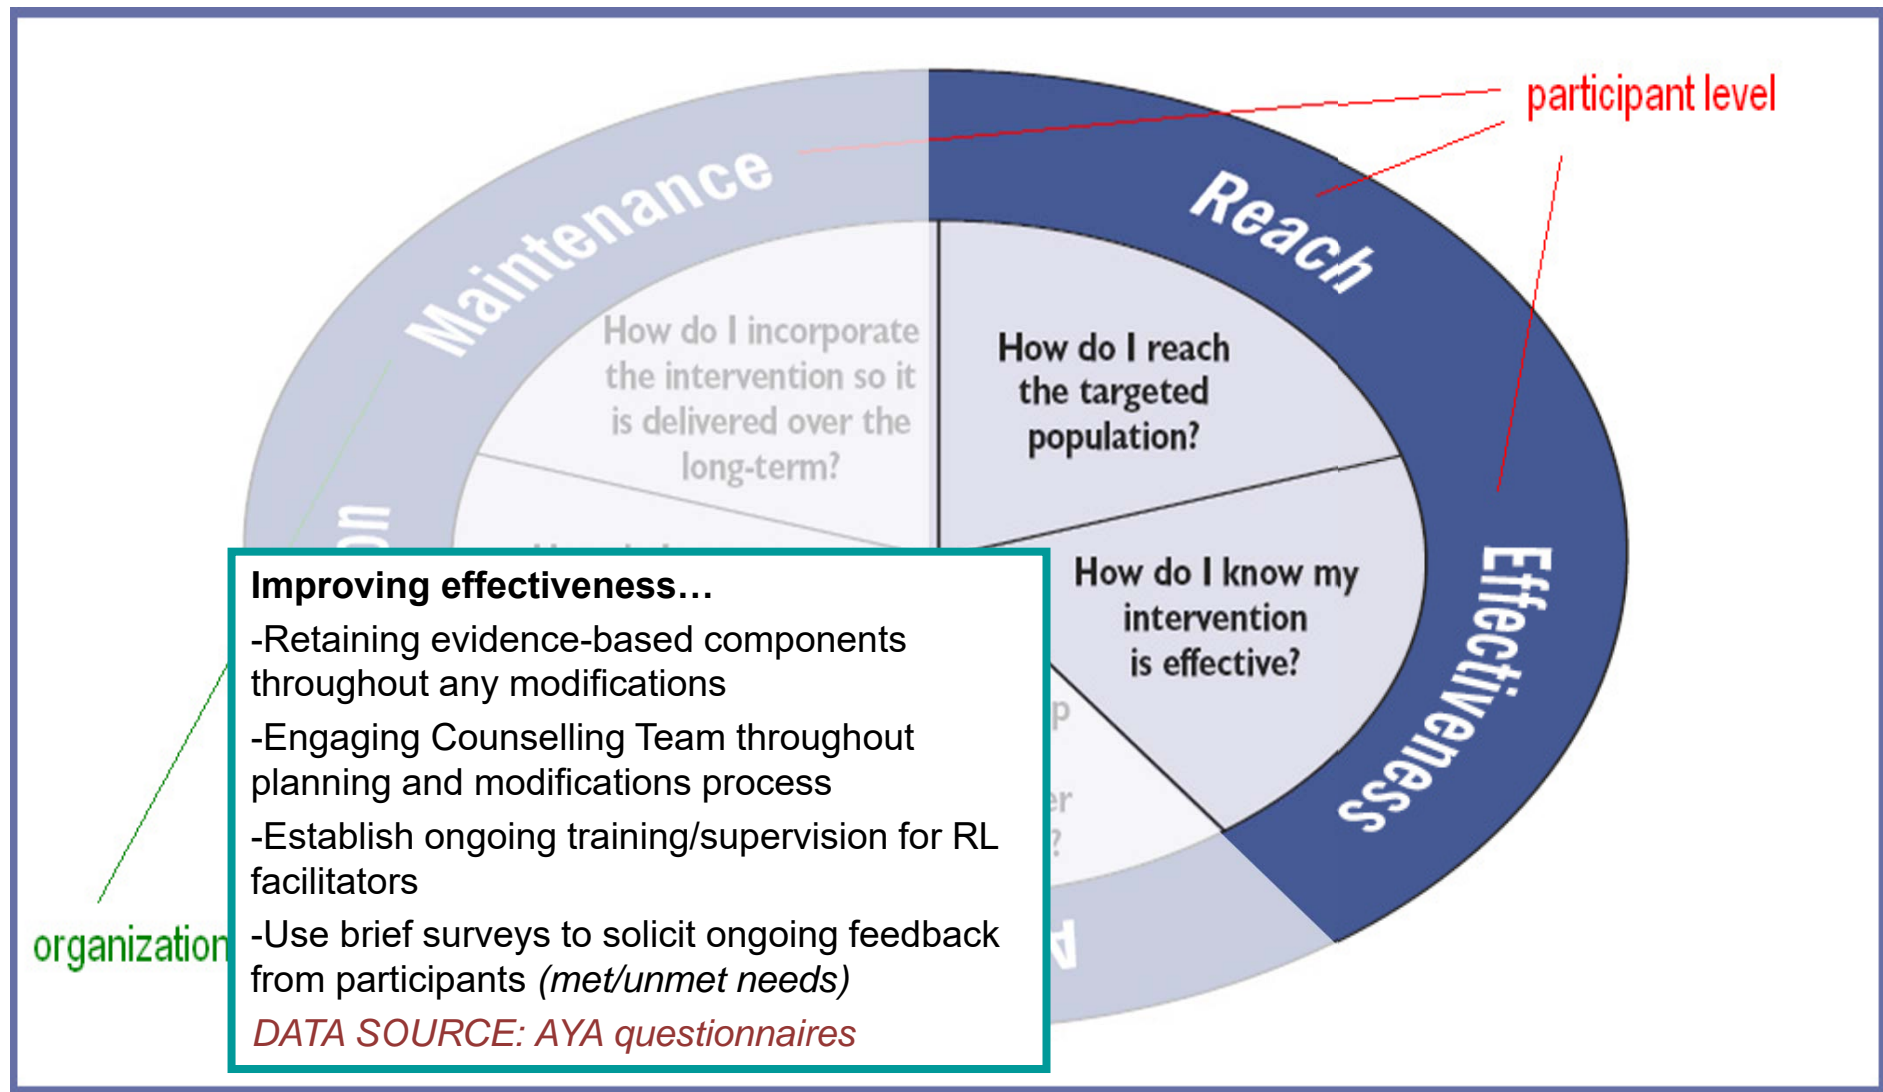 participant level
Maintenance
Reach
How do I incorporate
the intervention so it
is delivered over the
long-term?
How do I reach
the targeted
population?
How do I know my
intervention
is effective?
Effectiveness
Improving effectiveness…
-Retaining evidence-based components
throughout any modifications
-Engaging Counselling Team throughout
planning and modifications process
-Establish ongoing training/supervision for RL
facilitators
-Use brief surveys to solicit ongoing feedback
from participants (met/unmet needs)
DATA SOURCE: AYA questionnaires
organization